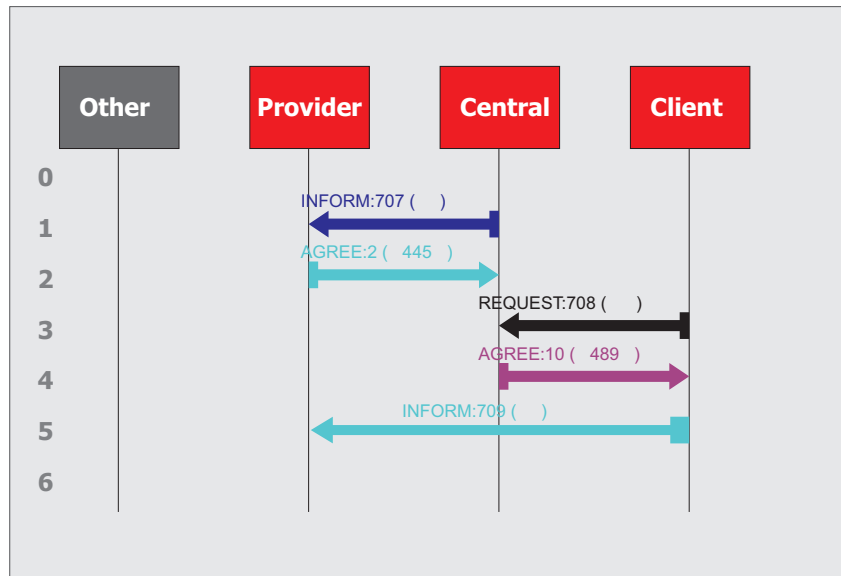 Other Provider Central Client
0
INFORM:707 ( )
1
AGREE:2 ( 445 )
2
REQUEST:708 ( )
3
AGREE:10 ( 489 )
4
INFORM:709 ( )
5
6